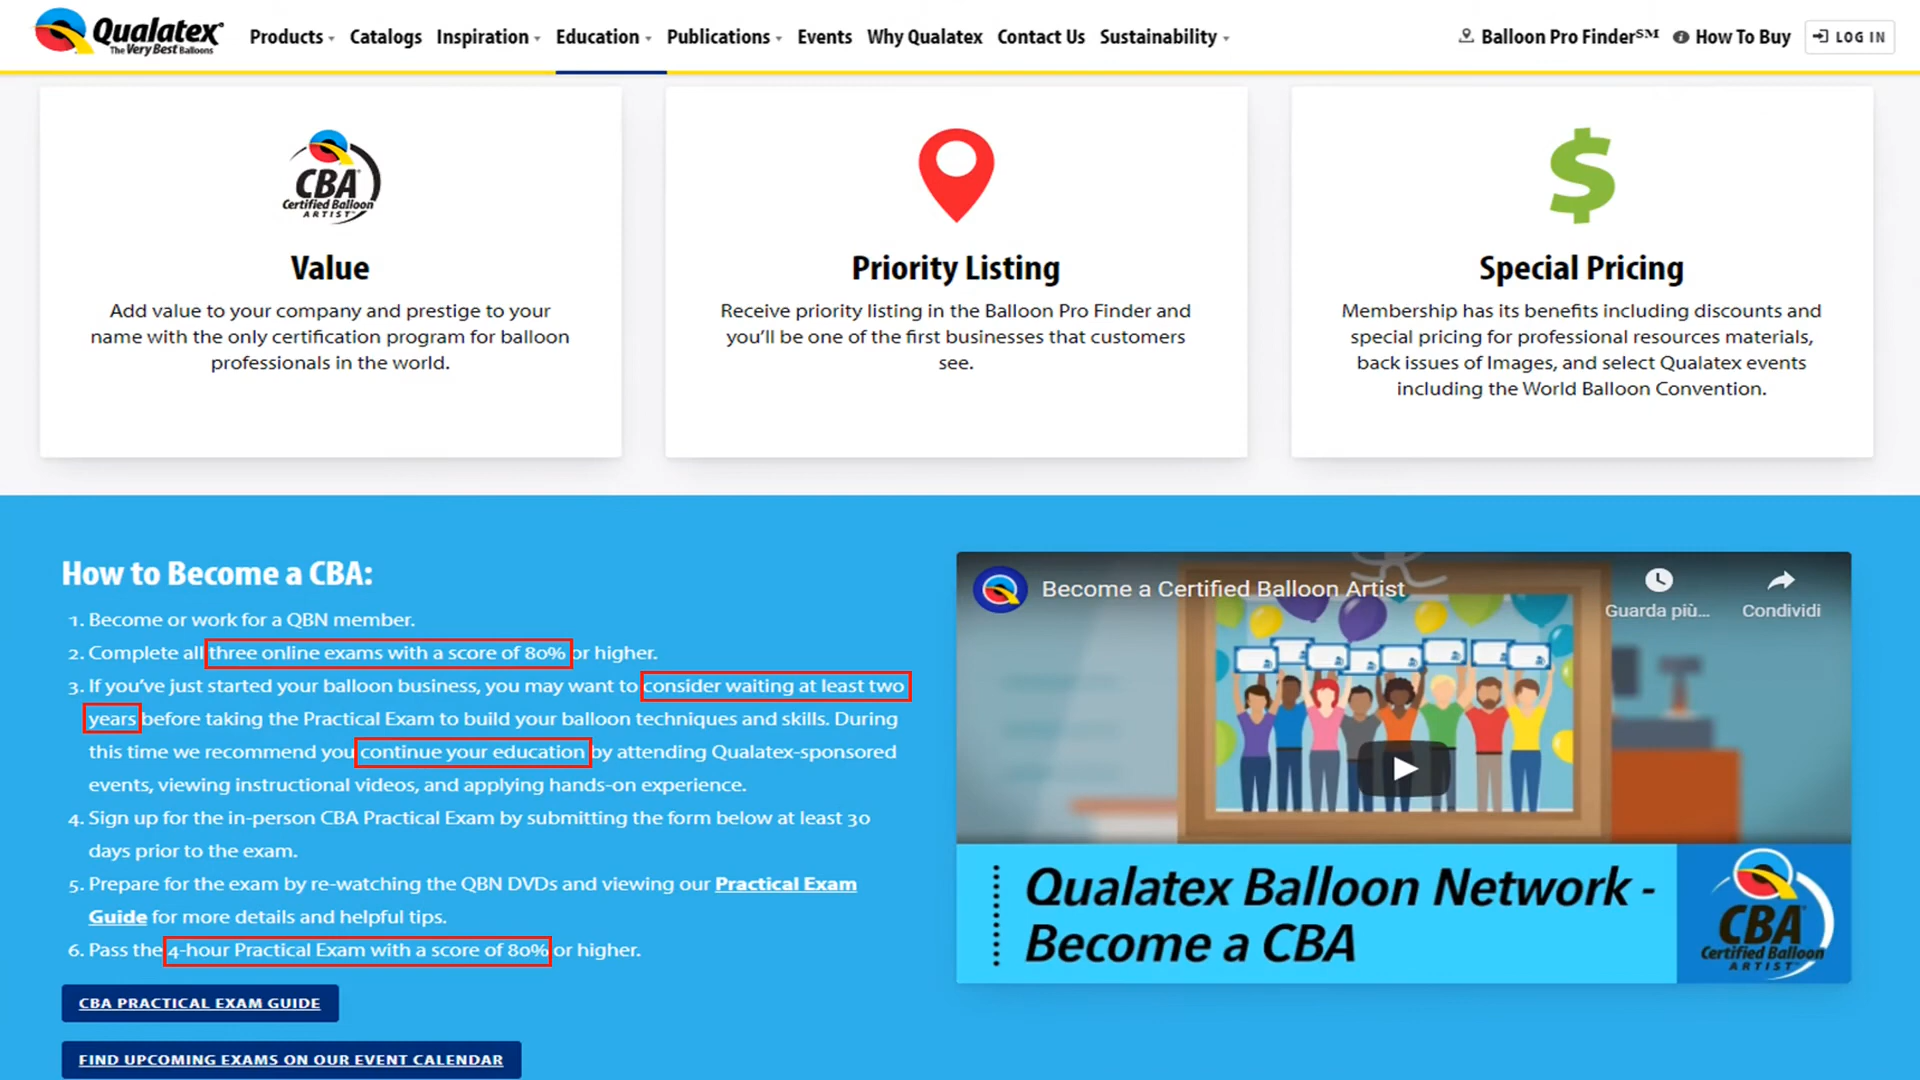 Qualatex
The Very Best Balloons
Products
Catalogs
Inspiration
Education
Publications
Events
Why Qualatex
Contact Us
Sustainability
Balloon Pro Finder℠
How To Buy
LOG IN
CBA
Certified Balloon
ARTIST
Value
Add value to your company and prestige to your
name with the only certification program for balloon
professionals in the world.
Priority Listing
Receive priority listing in the Balloon Pro Finder and
you’ll be one of the first businesses that customers
see.
Special Pricing
Membership has its benefits including discounts and
special pricing for professional resources materials,
back issues of Images, and select Qualatex events
including the World Balloon Convention.
How to Become a CBA:
1. Become or work for a QBN member.
2. Complete all three online exams with a score of 80% or higher.
3. If you’ve just started your balloon business, you may want to consider waiting at least two
years before taking the Practical Exam to build your balloon techniques and skills. During
this time we recommend you continue your education by attending Qualatex-sponsored
events, viewing instructional videos, and applying hands-on experience.
4. Sign up for the in-person CBA Practical Exam by submitting the form below at least 30
days prior to the exam.
5. Prepare for the exam by re-watching the QBN DVDs and viewing our Practical Exam
Guide for more details and helpful tips.
6. Pass the 4-hour Practical Exam with a score of 80% or higher.
CBA PRACTICAL EXAM GUIDE
FIND UPCOMING EXAMS ON OUR EVENT CALENDAR
Become a Certified Balloon Artist
Guarda più...
Condividi
Qualatex Balloon Network -
Become a CBA
CBA
Certified Balloon
ARTIST